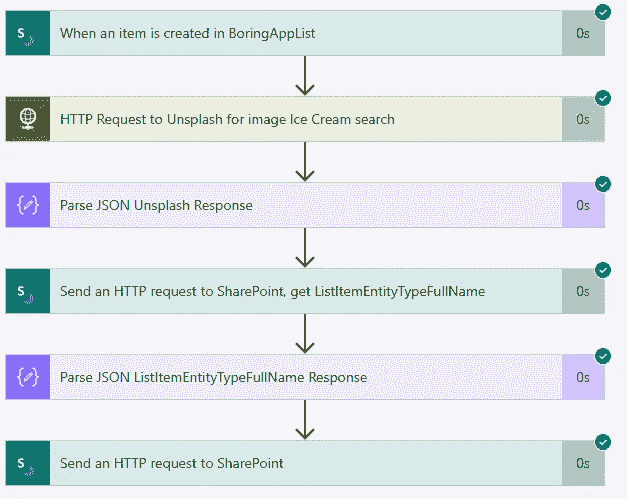 When an item is created in BoringAppList 0s
HTTP Request to Unsplash for image Ice Cream search 0s
Parse JSON Unsplash Response 0s
Send an HTTP request to SharePoint, get ListItemEntityTypeFullName 0s
Parse JSON ListItemEntityTypeFullName Response 0s
Send an HTTP request to SharePoint 0s